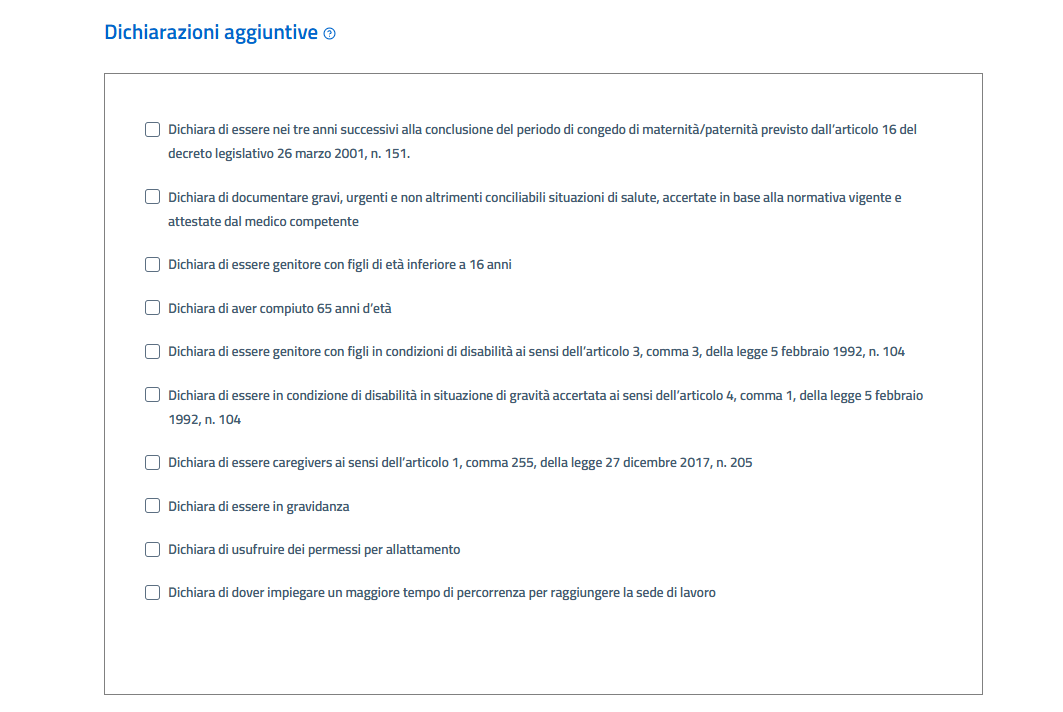 Dichiarazioni aggiuntive
Dichiara di essere nei tre anni successivi alla conclusione del periodo di congedo di maternità/paternità previsto dall'articolo 16 del
decreto legislativo 26 marzo 2001, n. 151.
Dichiara di documentare gravi, urgenti e non altrimenti conciliabili situazioni di salute, accertate in base alla normativa vigente e
attestate dal medico competente
Dichiara di essere genitore con figli di età inferiore a 16 anni
Dichiara di aver compiuto 65 anni d'età
Dichiara di essere genitore con figli in condizioni di disabilità ai sensi dell'articolo 3, comma 3, della legge 5 febbraio 1992, n. 104
Dichiara di essere in condizione di disabilità in situazione di gravità accertata ai sensi dell'articolo 4, comma 1, della legge 5 febbraio
1992, n. 104
Dichiara di essere caregivers ai sensi dell'articolo 1, comma 255, della legge 27 dicembre 2017, n. 205
Dichiara di essere in gravidanza
Dichiara di usufruire dei permessi per allattamento
Dichiara di dover impiegare un maggiore tempo di percorrenza per raggiungere la sede di lavoro